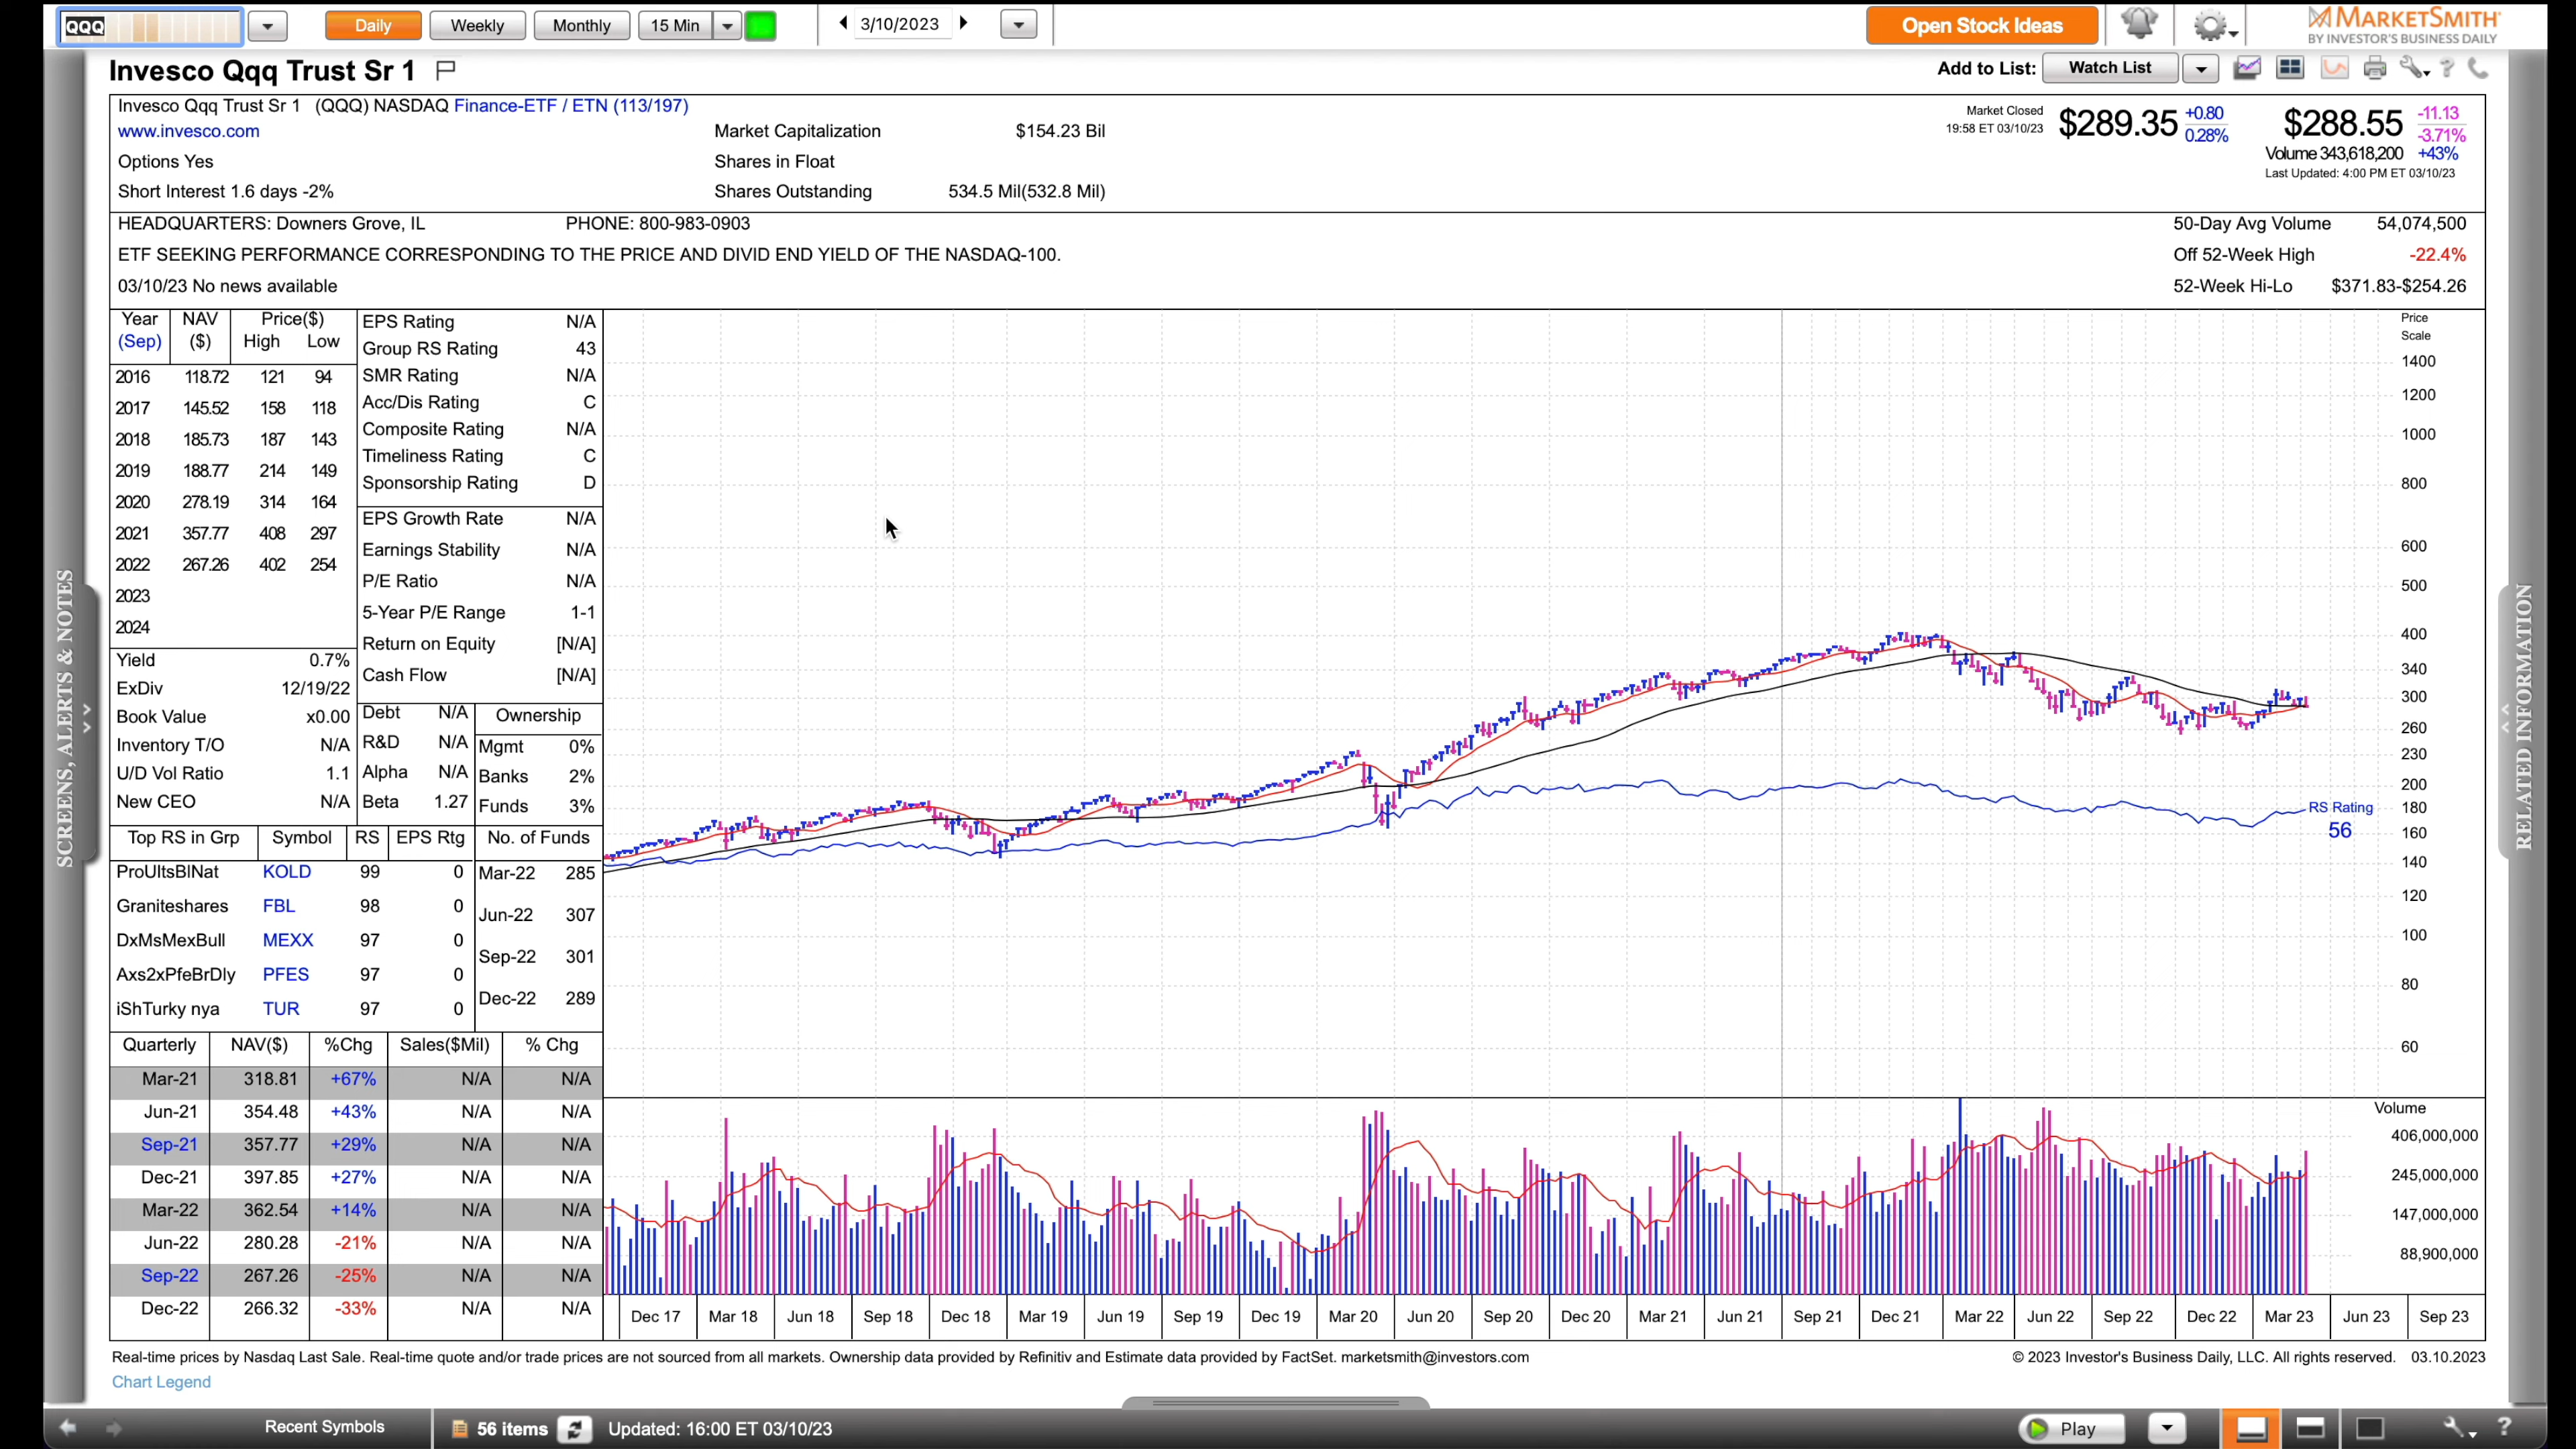 QQQ
Daily
Weekly
Monthly
15 Min
3/10/2023
Open Stock Ideas
MARKETSMITH
BY INVESTOR'S BUSINESS DAILY
Invesco Qqq Trust Sr 1
Add to List:
Watch List
?
Invesco Qqq Trust Sr 1 (QQQ) NASDAQ Finance-ETF / ETN (113/197)
www.invesco.com
Options Yes
Short Interest 1.6 days -2%
Market Capitalization $154.23 Bil
Shares in Float
Shares Outstanding 534.5 Mil(532.8 Mil)
Market Closed
19:58 ET 03/10/23
$289.35 +0.80
0.28%
$288.55 -11.13
-3.71%
Volume 343,618,200 +43%
Last Updated: 4:00 PM ET 03/10/23
HEADQUARTERS: Downers Grove, IL PHONE: 800-983-0903
ETF SEEKING PERFORMANCE CORRESPONDING TO THE PRICE AND DIVID END YIELD OF THE NASDAQ-100.
03/10/23 No news available
50-Day Avg Volume 54,074,500
Off 52-Week High -22.4%
52-Week Hi-Lo $371.83-$254.26
Year NAV Price($)
(Sep) ($) High Low
2016 118.72 121 94
2017 145.52 158 118
2018 185.73 187 143
2019 188.77 214 149
2020 278.19 314 164
2021 357.77 408 297
2022 267.26 402 254
2023
2024
EPS Rating N/A
Group RS Rating 43
SMR Rating N/A
Acc/Dis Rating C
Composite Rating N/A
Timeliness Rating C
Sponsorship Rating D
EPS Growth Rate N/A
Earnings Stability N/A
P/E Ratio N/A
5-Year P/E Range 1-1
Return on Equity [N/A]
Cash Flow [N/A]
Yield 0.7%
ExDiv 12/19/22
Book Value x0.00
Inventory T/O N/A
U/D Vol Ratio 1.1
New CEO N/A
Debt N/A
R&D N/A
Alpha N/A
Beta 1.27
Ownership
Mgmt 0%
Banks 2%
Funds 3%
Top RS in Grp Symbol RS EPS Rtg
ProUltsBlNat KOLD 99 0
Graniteshares FBL 98 0
DxMsMexBull MEXX 97 0
Axs2xPfeBrDly PFES 97 0
iShTurky nya TUR 97 0
No. of Funds
Mar-22 285
Jun-22 307
Sep-22 301
Dec-22 289
Quarterly NAV($) %Chg Sales($Mil) % Chg
Mar-21 318.81 +67% N/A N/A
Jun-21 354.48 +43% N/A N/A
Sep-21 357.77 +29% N/A N/A
Dec-21 397.85 +27% N/A N/A
Mar-22 362.54 +14% N/A N/A
Jun-22 280.28 -21% N/A N/A
Sep-22 267.26 -25% N/A N/A
Dec-22 266.32 -33% N/A N/A
Price
Scale
1400
1200
1000
800
600
500
400
340
300
260
230
200
180
160
140
120
100
80
60
RS Rating
56
Volume
406,000,000
245,000,000
147,000,000
88,900,000
Dec 17 Mar 18 Jun 18 Sep 18 Dec 18 Mar 19 Jun 19 Sep 19 Dec 19 Mar 20 Jun 20 Sep 20 Dec 20 Mar 21 Jun 21 Sep 21 Dec 21 Mar 22 Jun 22 Sep 22 Dec 22 Mar 23 Jun 23 Sep 23
Real-time prices by Nasdaq Last Sale. Real-time quote and/or trade prices are not sourced from all markets. Ownership data provided by Refinitiv and Estimate data provided by FactSet. marketsmith@investors.com
© 2023 Investor's Business Daily, LLC. All rights reserved. 03.10.2023
Chart Legend
SCREENS, ALERTS & NOTES
RELATED INFORMATION
Recent Symbols
56 items
Updated: 16:00 ET 03/10/23
Play
?